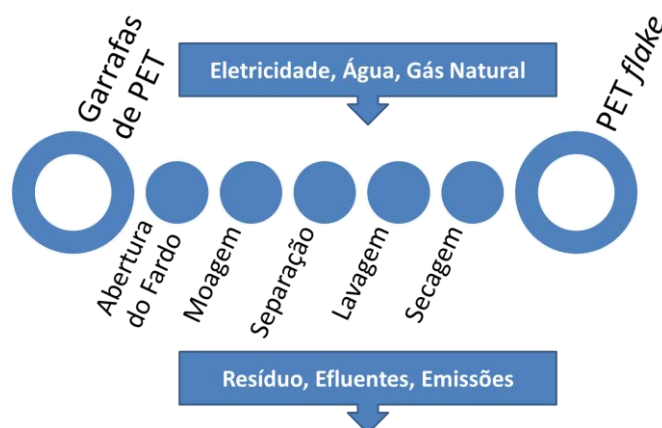 Garrafas
de PET
Eletricidade, Água, Gás Natural
PET flake
Abertura
do Fardo
Moagem
Separação
Lavagem
Secagem
Resíduo, Efluentes, Emissões